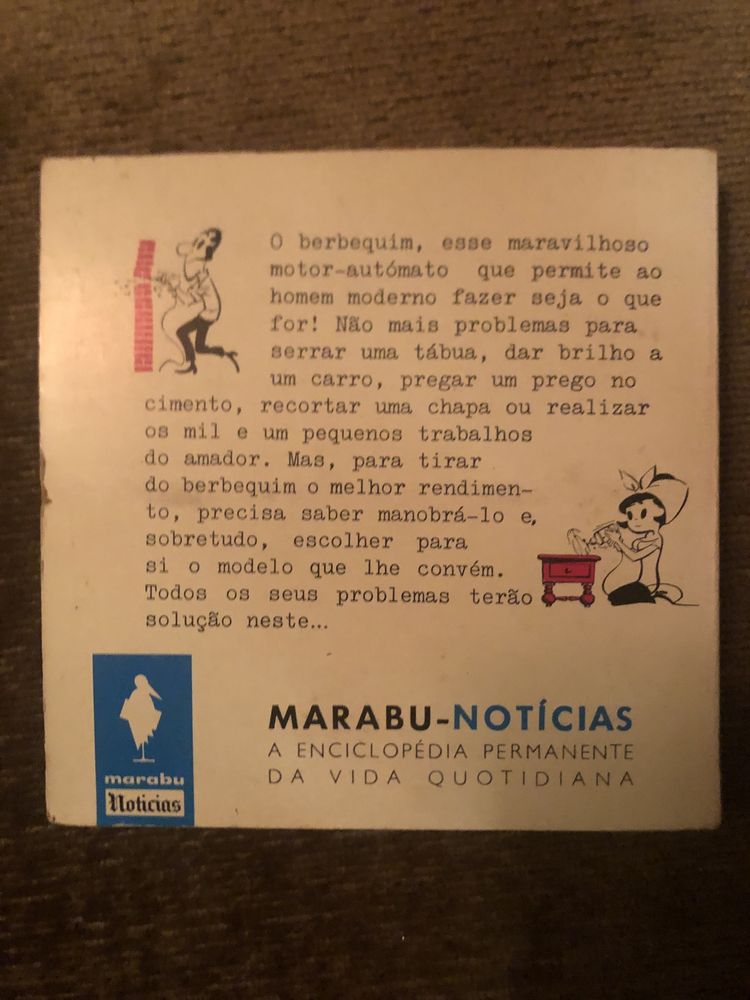 O berbequim, esse maravilhoso
motor-autómato que permite ao
homem moderno fazer seja o que
for! Não mais problemas para
serrar uma tábua, dar brilho a
um carro, pregar um prego no
cimento, recortar uma chapa ou realizar
os mil e um pequenos trabalhos
do amador. Mas, para tirar
do berbequim o melhor rendimen-
to, precisa saber manobrá-lo e,
sobretudo, escolher para
si o modelo que lhe convém.
Todos os seus problemas terão
solução neste...
MARABU-NOTÍCIAS
A ENCICLOPÉDIA PERMANENTE
DA VIDA QUOTIDIANA
marabu
Noticias